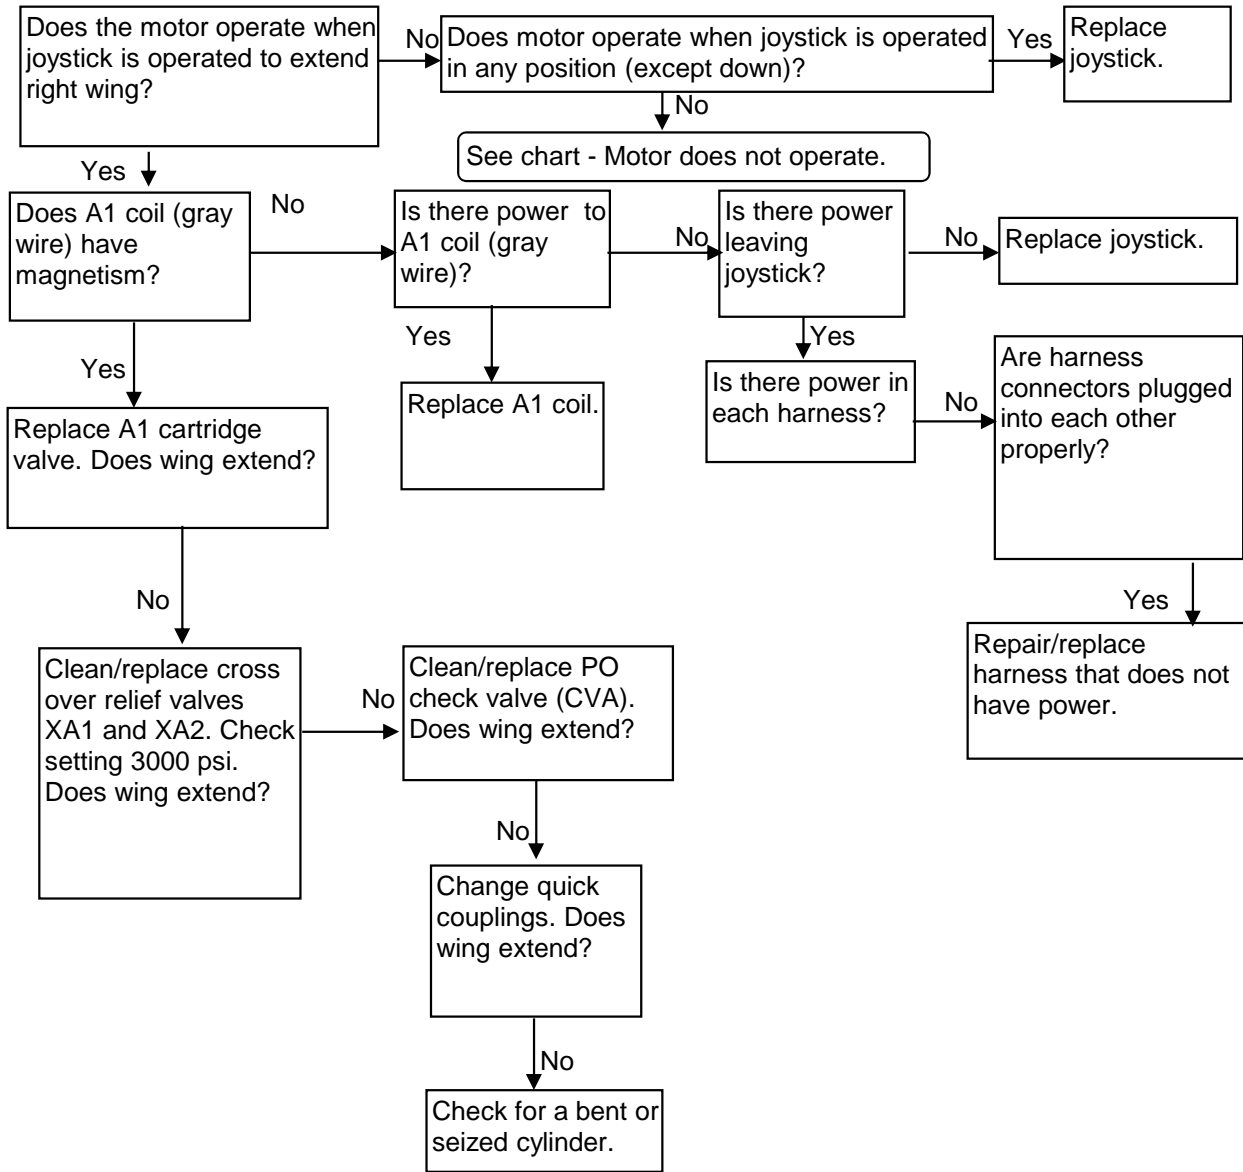 Does the motor operate when
joystick is operated to extend
right wing?
No
Does motor operate when joystick is operated
in any position (except down)?
Yes
Replace
joystick.
No
See chart - Motor does not operate.
Yes
Does A1 coil (gray
wire) have
magnetism?
No
Is there power to
A1 coil (gray
wire)?
No
Is there power
leaving
joystick?
No
Replace joystick.
Yes
Replace A1 coil.
Yes
Is there power in
each harness?
No
Are harness
connectors plugged
into each other
properly?
Yes
Repair/replace
harness that does not
have power.
Yes
Replace A1 cartridge
valve. Does wing extend?
No
Clean/replace cross
over relief valves
XA1 and XA2. Check
setting 3000 psi.
Does wing extend?
No
Clean/replace PO
check valve (CVA).
Does wing extend?
No
Change quick
couplings. Does
wing extend?
No
Check for a bent or
seized cylinder.